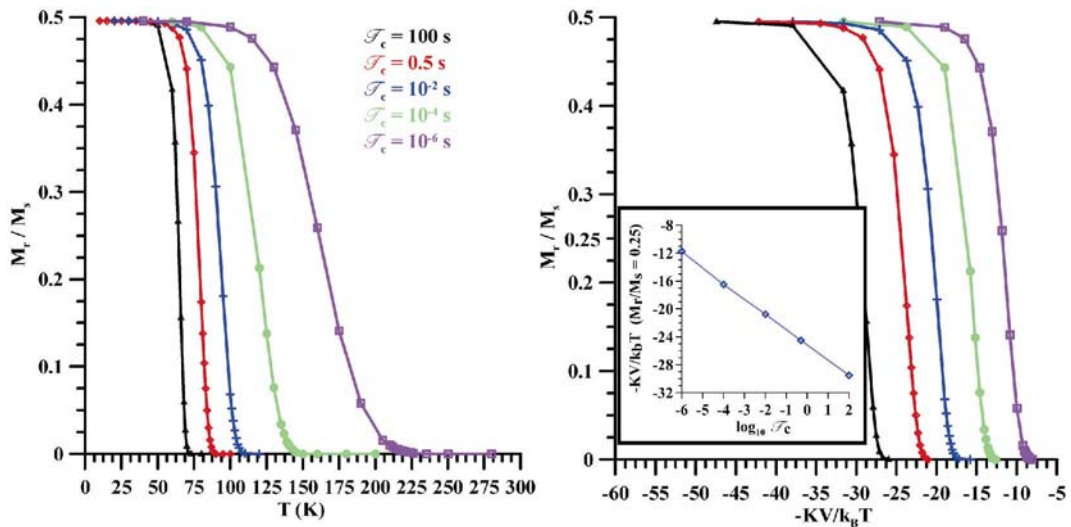 0.5
0.4
0.3
0.2
0.1
0
M_r / M_s
0 25 50 75 100 125 150 175 200 225 250 275 300
T (K)
𝒯_c = 100 s
𝒯_c = 0.5 s
𝒯_c = 10⁻² s
𝒯_c = 10⁻⁴ s
𝒯_c = 10⁻⁶ s
0.5
0.4
0.3
0.2
0.1
0
M_r / M_s
-60 -55 -50 -45 -40 -35 -30 -25 -20 -15 -10 -5
-KV/k_BT
-8
-12
-16
-20
-24
-28
-32
-KV/k_bT (M_r/M_s = 0.25)
-6 -5 -4 -3 -2 -1 0 1 2
log₁₀ 𝒯c